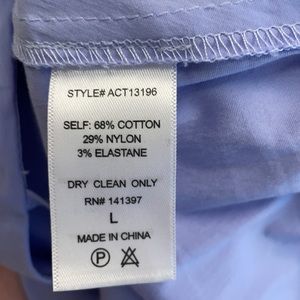 STYLE# ACT13196
SELF: 68% COTTON
29% NYLON
3% ELASTANE
DRY CLEAN ONLY
RN# 141397
L
MADE IN CHINA
P